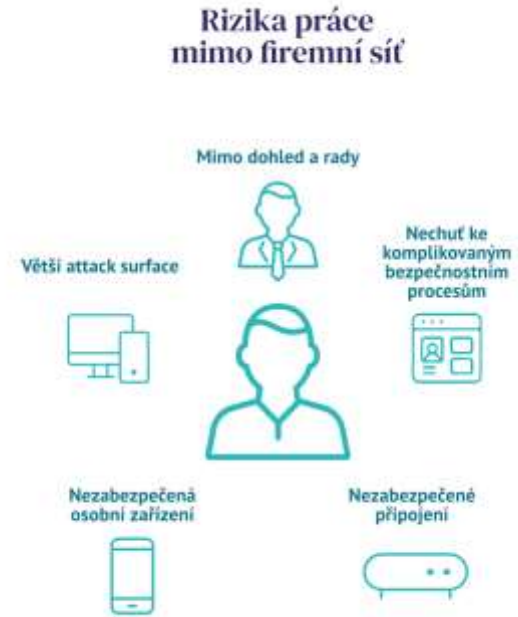 Rizika práce
mimo firemní síť
Mimo dohled a rady
Větší attack surface
Nechuť ke
komplikovaným
bezpečnostním
procesům
Nezabezpečená
osobní zařízení
Nezabezpečené
připojení